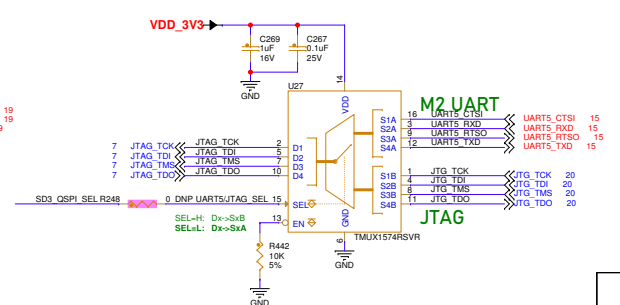 VDD_3V3
C269
1uF
16V
C267
0.1uF
25V
GND
U27
14
VDD
M2 UART
19
19
7 JTAG_TCK JTAG_TCK 2 D1
7 JTAG_TDI JTAG_TDI 5 D2
7 JTAG_TMS JTAG_TMS 7 D3
7 JTAG_TDO JTAG_TDO 10 D4
S1A 16 UART5_CTSI UART5_CTSI 15
S2A 3 UART5_RXD UART5_RXD 15
S3A 9 UART5_RTSO UART5_RTSO 15
S4A 12 UART5_TXD UART5_TXD 15
S1B 1 JTG_TCK JTG_TCK 20
S2B 4 JTG_TDI JTG_TDI 20
S3B 8 JTG_TMS JTG_TMS 20
S4B 11 JTG_TDO JTG_TDO 20
SD3_QSPI_SEL R248 0 DNP UART5/JTAG_SEL 15 SEL
SEL=H: Dx->SxB
SEL=L: Dx->SxA
13 EN
GND
6
JTAG
TMUX1574RSVR
R442
10K
5%
GND
GND